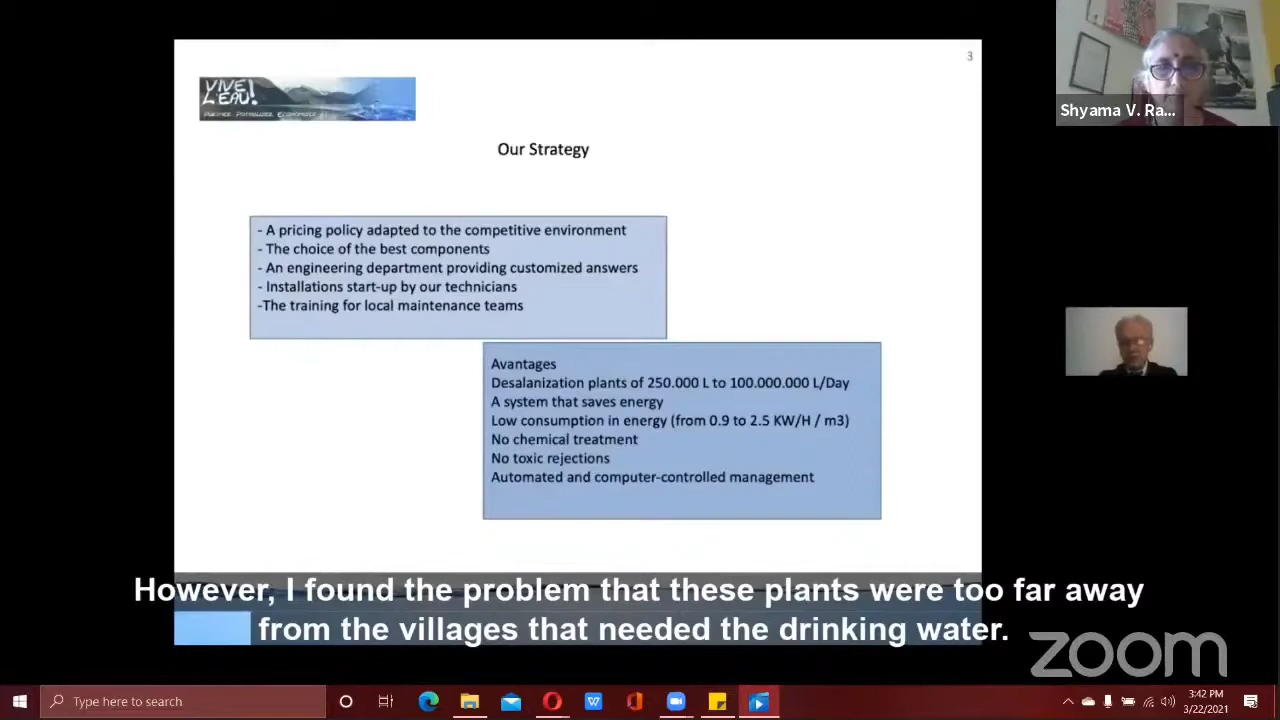 3
VIVE
L'EAU!
Our Strategy
- A pricing policy adapted to the competitive environment
- The choice of the best components
- An engineering department providing customized answers
- Installations start-up by our technicians
-The training for local maintenance teams
Avantages
Desalanization plants of 250.000 L to 100.000.000 L/Day
A system that saves energy
Low consumption in energy (from 0.9 to 2.5 KW/H / m3)
No chemical treatment
No toxic rejections
Automated and computer-controlled management
Shyama V. Ra...
However, I found the problem that these plants were too far away
from the villages that needed the drinking water.
zoom
Type here to search
3:42 PM
3/22/2021